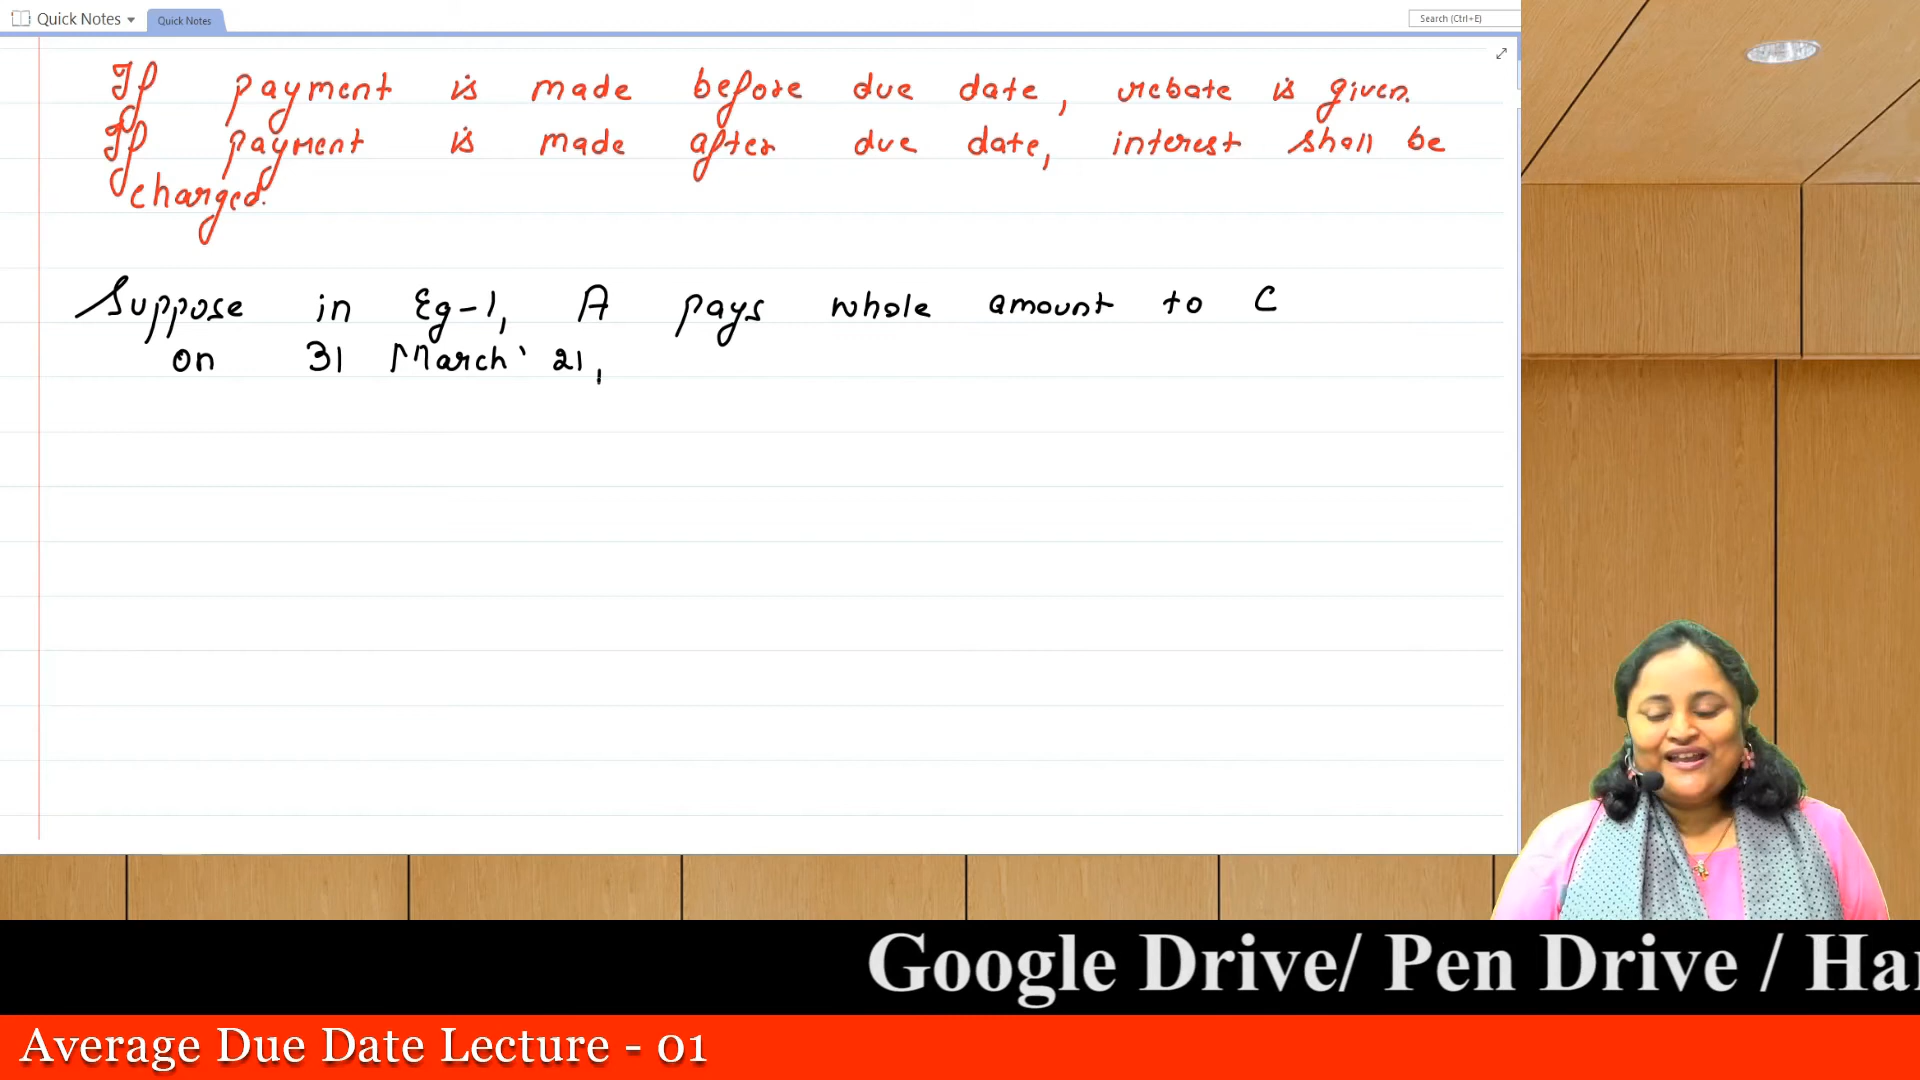 Quick Notes
Quick Notes
Search (Ctrl+E)
If payment is made before due date, rebate is given.
If payment is made after due date, interest shall be
charged.
Suppose in Eg-1, A pays whole amount to C
on 31 March' 21,
Google Drive/ Pen Drive / Ha
Average Due Date Lecture - 01